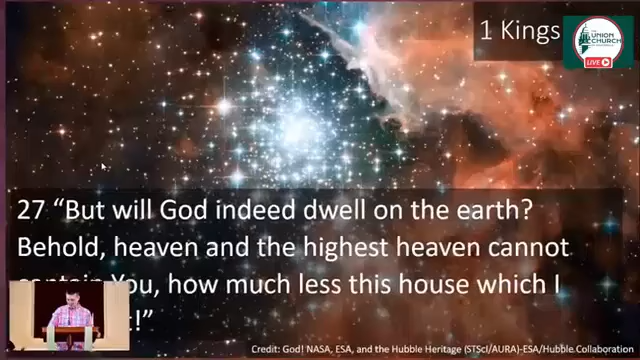 1 Kings
THE
UNION
CHURCH
LIVE
27 “But will God indeed dwell on the earth?
Behold, heaven and the highest heaven cannot
You, how much less this house which I
!”
Credit: God! NASA, ESA, and the Hubble Heritage (STScI/AURA)-ESA/Hubble Collaboration